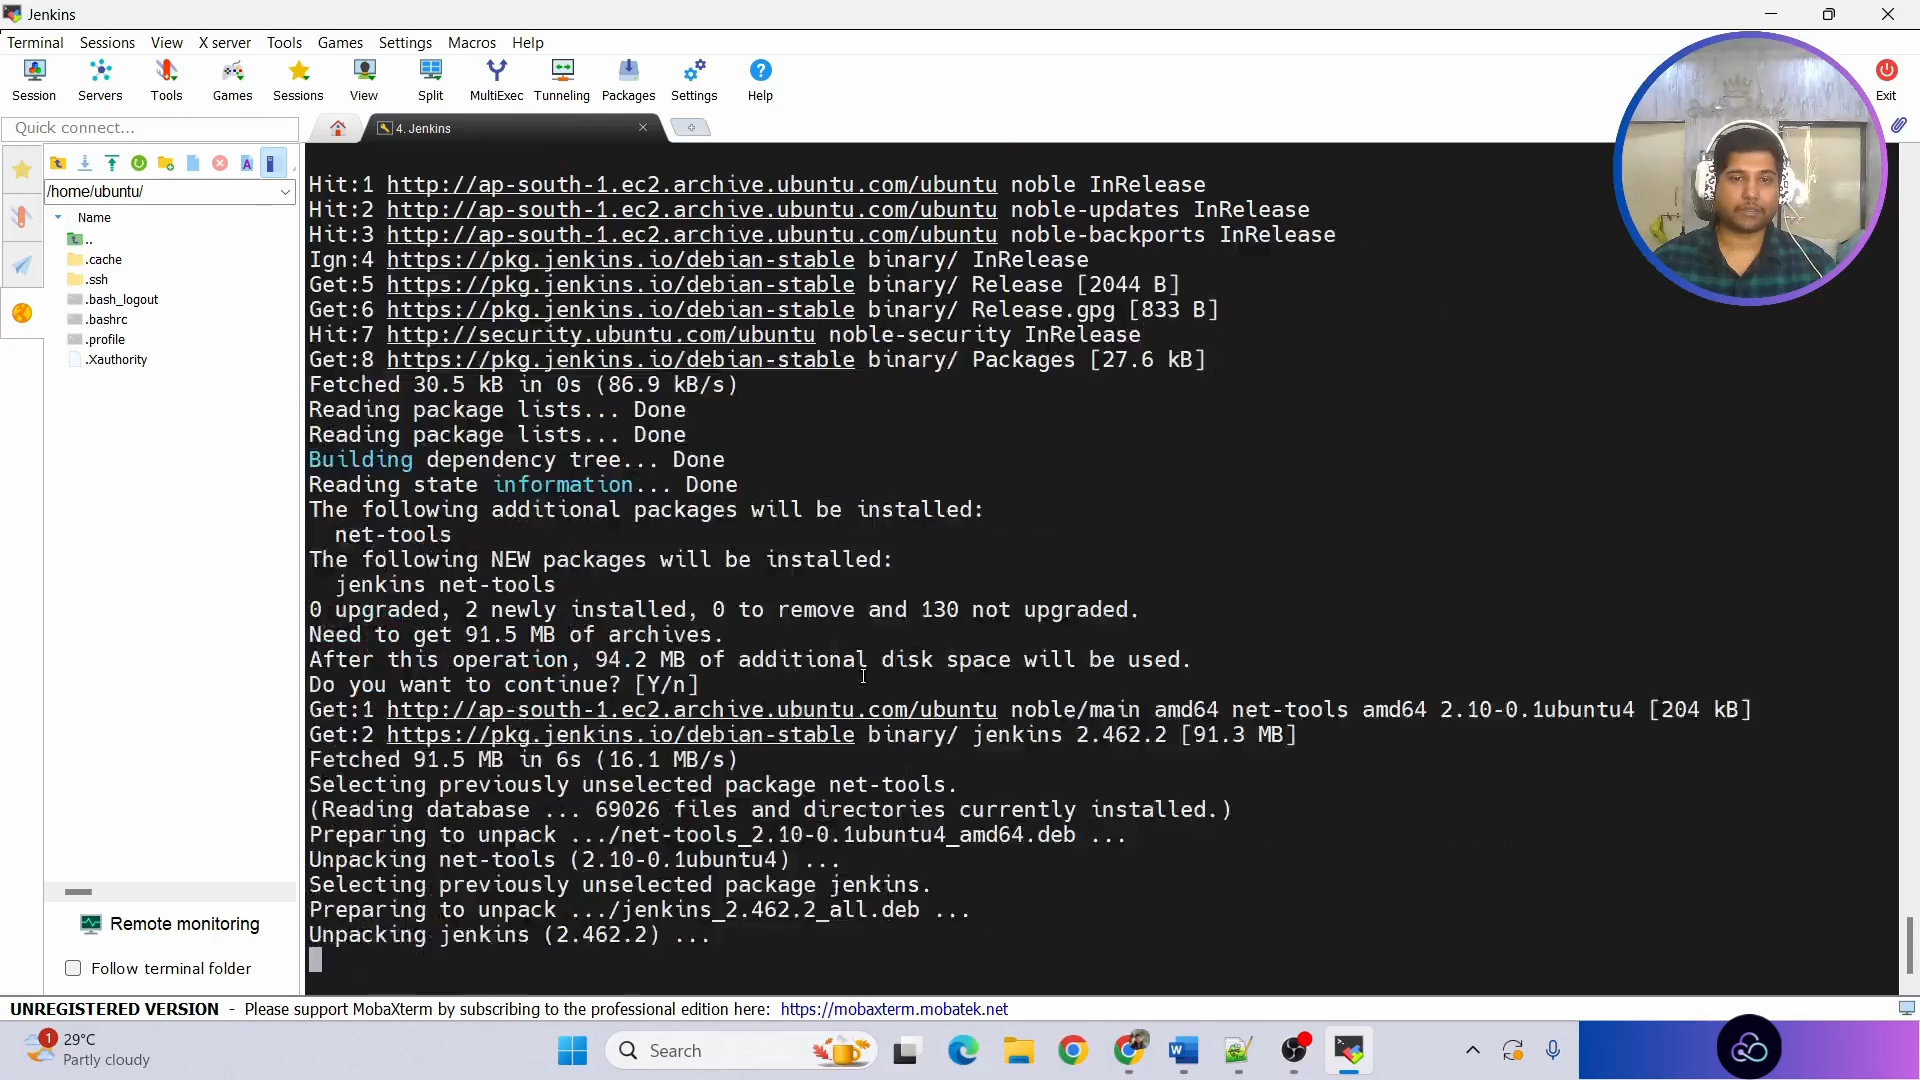 Jenkins
Terminal Sessions View X server Tools Games Settings Macros Help
Session Servers Tools Games Sessions View Split MultiExec Tunneling Packages Settings Help Exit
Quick connect...
4. Jenkins
/home/ubuntu/
Name
..
.cache
.ssh
.bash_logout
.bashrc
.profile
.Xauthority
Remote monitoring
Follow terminal folder
Hit:1 http://ap-south-1.ec2.archive.ubuntu.com/ubuntu noble InRelease
Hit:2 http://ap-south-1.ec2.archive.ubuntu.com/ubuntu noble-updates InRelease
Hit:3 http://ap-south-1.ec2.archive.ubuntu.com/ubuntu noble-backports InRelease
Ign:4 https://pkg.jenkins.io/debian-stable binary/ InRelease
Get:5 https://pkg.jenkins.io/debian-stable binary/ Release [2044 B]
Get:6 https://pkg.jenkins.io/debian-stable binary/ Release.gpg [833 B]
Hit:7 http://security.ubuntu.com/ubuntu noble-security InRelease
Get:8 https://pkg.jenkins.io/debian-stable binary/ Packages [27.6 kB]
Fetched 30.5 kB in 0s (86.9 kB/s)
Reading package lists... Done
Reading package lists... Done
Building dependency tree... Done
Reading state information... Done
The following additional packages will be installed:
net-tools
The following NEW packages will be installed:
jenkins net-tools
0 upgraded, 2 newly installed, 0 to remove and 130 not upgraded.
Need to get 91.5 MB of archives.
After this operation, 94.2 MB of additional disk space will be used.
Do you want to continue? [Y/n]
Get:1 http://ap-south-1.ec2.archive.ubuntu.com/ubuntu noble/main amd64 net-tools amd64 2.10-0.1ubuntu4 [204 kB]
Get:2 https://pkg.jenkins.io/debian-stable binary/ jenkins 2.462.2 [91.3 MB]
Fetched 91.5 MB in 6s (16.1 MB/s)
Selecting previously unselected package net-tools.
(Reading database ... 69026 files and directories currently installed.)
Preparing to unpack .../net-tools_2.10-0.1ubuntu4_amd64.deb ...
Unpacking net-tools (2.10-0.1ubuntu4) ...
Selecting previously unselected package jenkins.
Preparing to unpack .../jenkins_2.462.2_all.deb ...
Unpacking jenkins (2.462.2) ...
UNREGISTERED VERSION - Please support MobaXterm by subscribing to the professional edition here: https://mobaxterm.mobatek.net
1
29°C
Partly cloudy
Search